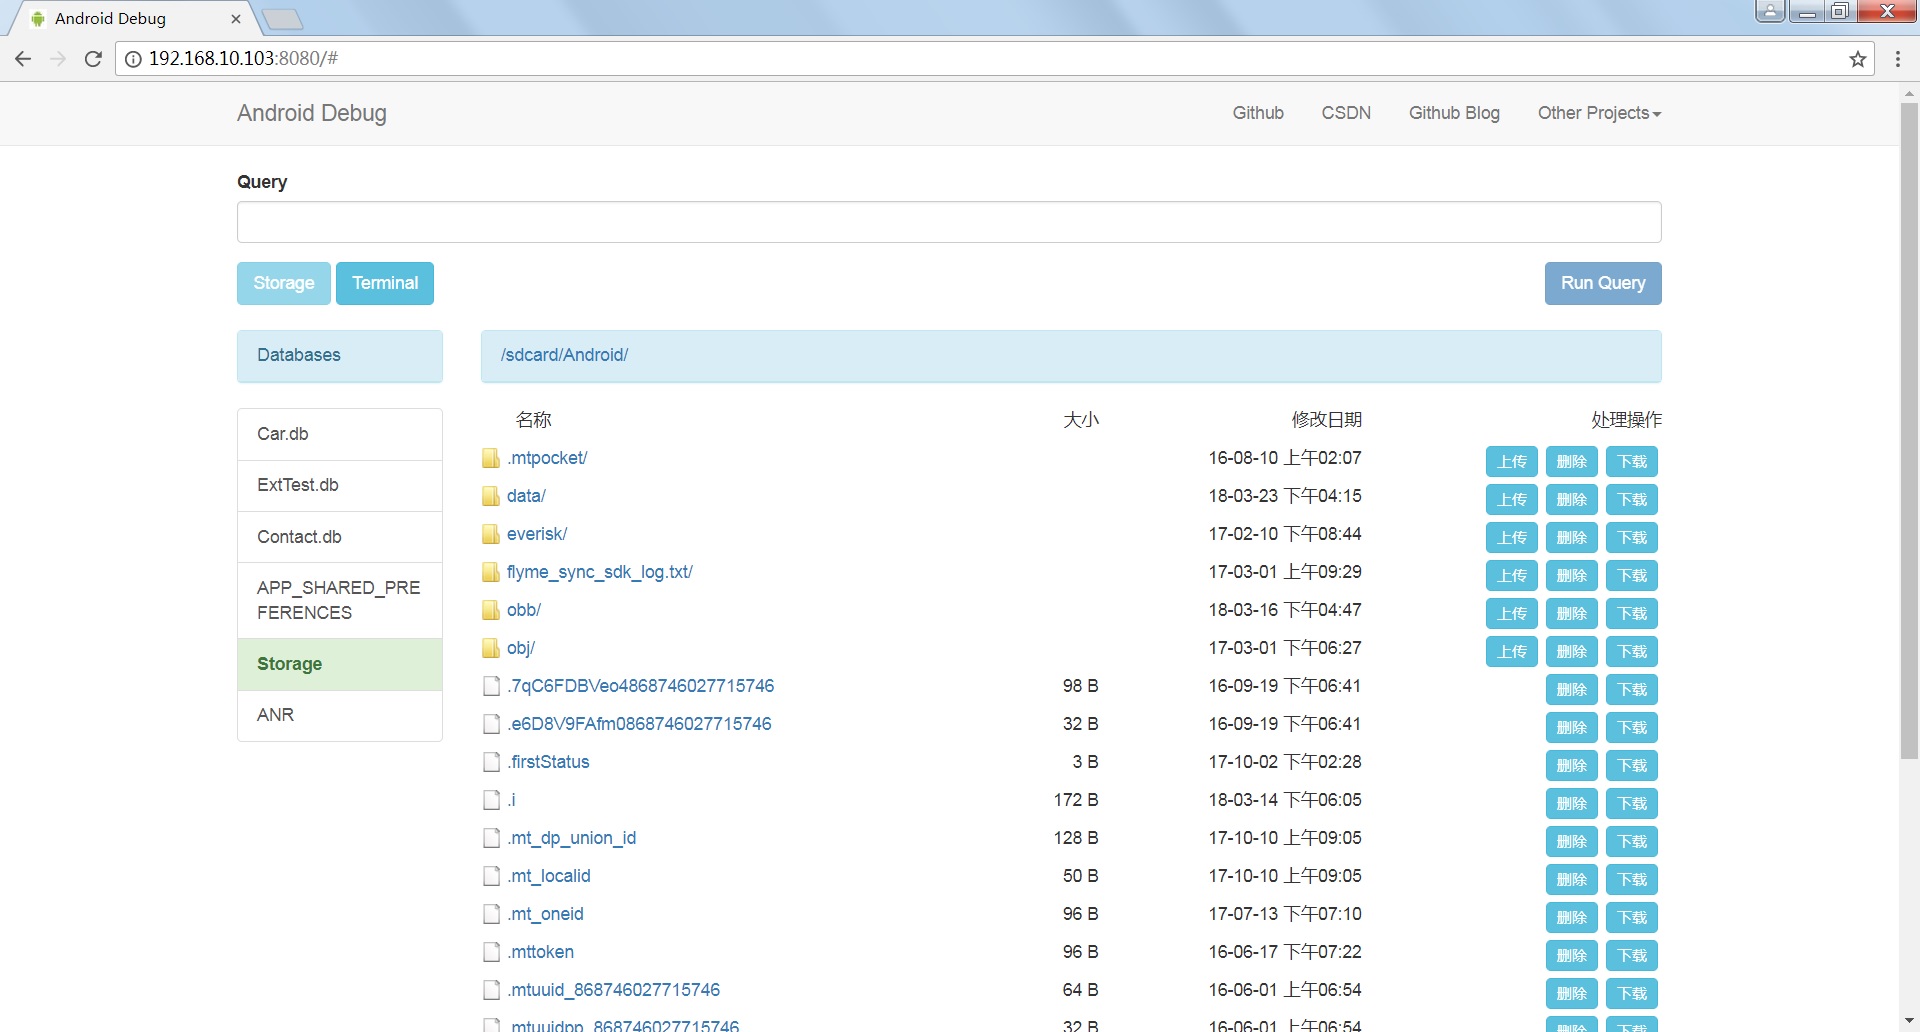 Android Debug
192.168.10.103:8080/#
Android Debug Github CSDN Github Blog Other Projects
Query
Storage Terminal Run Query
Databases
/sdcard/Android/
Car.db
ExtTest.db
Contact.db
APP_SHARED_PRE
FERENCES
Storage
ANR
名称 大小 修改日期 处理操作
.mtpocket/ 16-08-10 上午02:07 上传 删除 下载
data/ 18-03-23 下午04:15 上传 删除 下载
everisk/ 17-02-10 下午08:44 上传 删除 下载
flyme_sync_sdk_log.txt/ 17-03-01 上午09:29 上传 删除 下载
obb/ 18-03-16 下午04:47 上传 删除 下载
obj/ 17-03-01 下午06:27 上传 删除 下载
.7qC6FDBVeo4868746027715746 98 B 16-09-19 下午06:41 删除 下载
.e6D8V9FAfm0868746027715746 32 B 16-09-19 下午06:41 删除 下载
.firstStatus 3 B 17-10-02 下午02:28 删除 下载
.i 172 B 18-03-14 下午06:05 删除 下载
.mt_dp_union_id 128 B 17-10-10 上午09:05 删除 下载
.mt_localid 50 B 17-10-10 上午09:05 删除 下载
.mt_oneid 96 B 17-07-13 下午07:10 删除 下载
.mttoken 96 B 16-06-17 下午07:22 删除 下载
.mtuuid_868746027715746 64 B 16-06-01 上午06:54 删除 下载
.mtuuidpp_868746027715746 32 B 16-06-01 上午06:54 删除 下载